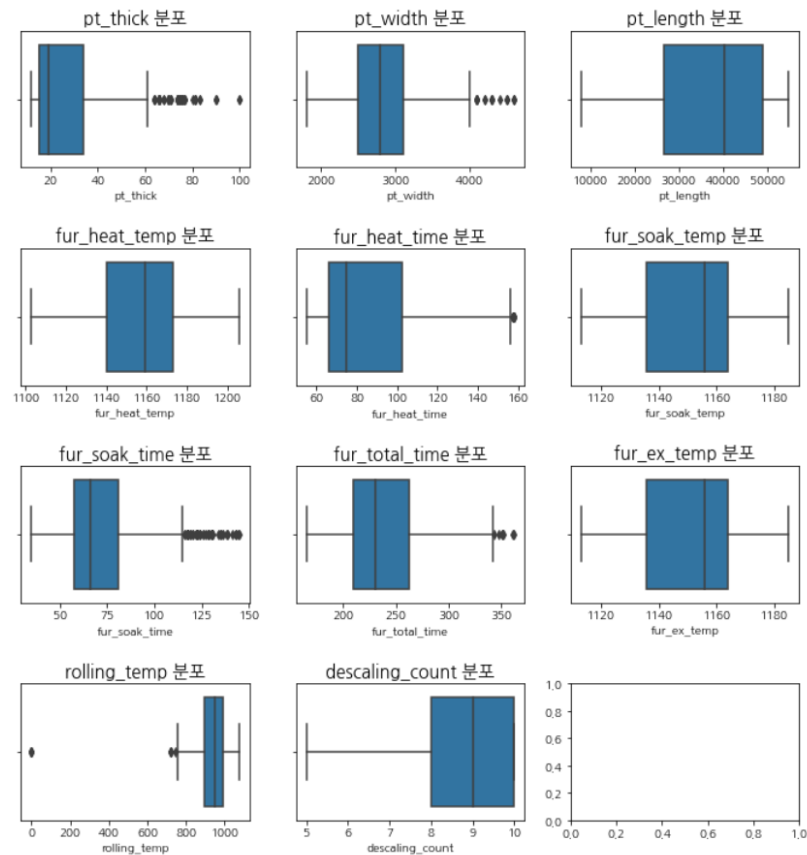 pt_thick 분포 pt_width 분포 pt_length 분포
20 40 60 80 100 2000 3000 4000 10000 20000 30000 40000 50000
pt_thick pt_width pt_length
fur_heat_temp 분포 fur_heat_time 분포 fur_soak_temp 분포
1100 1120 1140 1160 1180 1200 60 80 100 120 140 160 1120 1140 1160 1180
fur_heat_temp fur_heat_time fur_soak_temp
fur_soak_time 분포 fur_total_time 분포 fur_ex_temp 분포
50 75 100 125 150 200 250 300 350 1120 1140 1160 1180
fur_soak_time fur_total_time fur_ex_temp
rolling_temp 분포 descaling_count 분포
1,0
0,8
0,6
0,4
0,2
0,0
0 200 400 600 800 1000 5 6 7 8 9 10 0,0 0,2 0,4 0,6 0,8 1,0
rolling_temp descaling_count